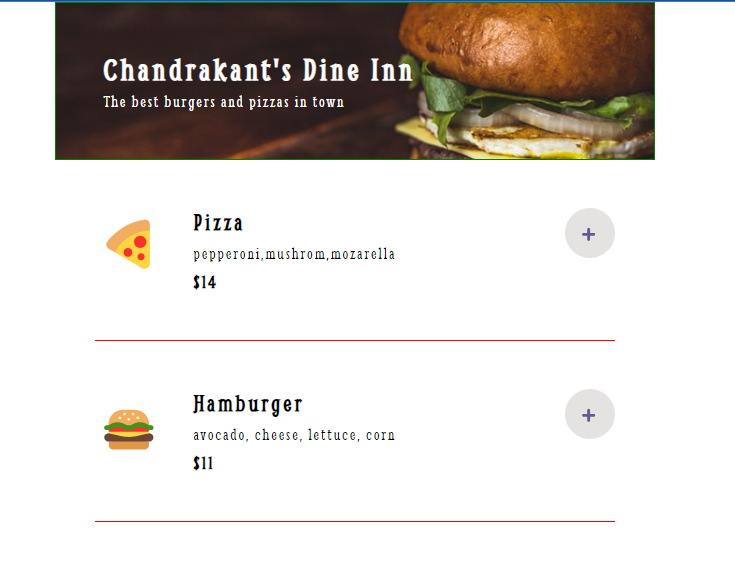 Chandrakant's Dine Inn
The best burgers and pizzas in town
Pizza
+
pepperoni,mushrom,mozarella
$14
Hamburger
+
avocado, cheese, lettuce, corn
$11